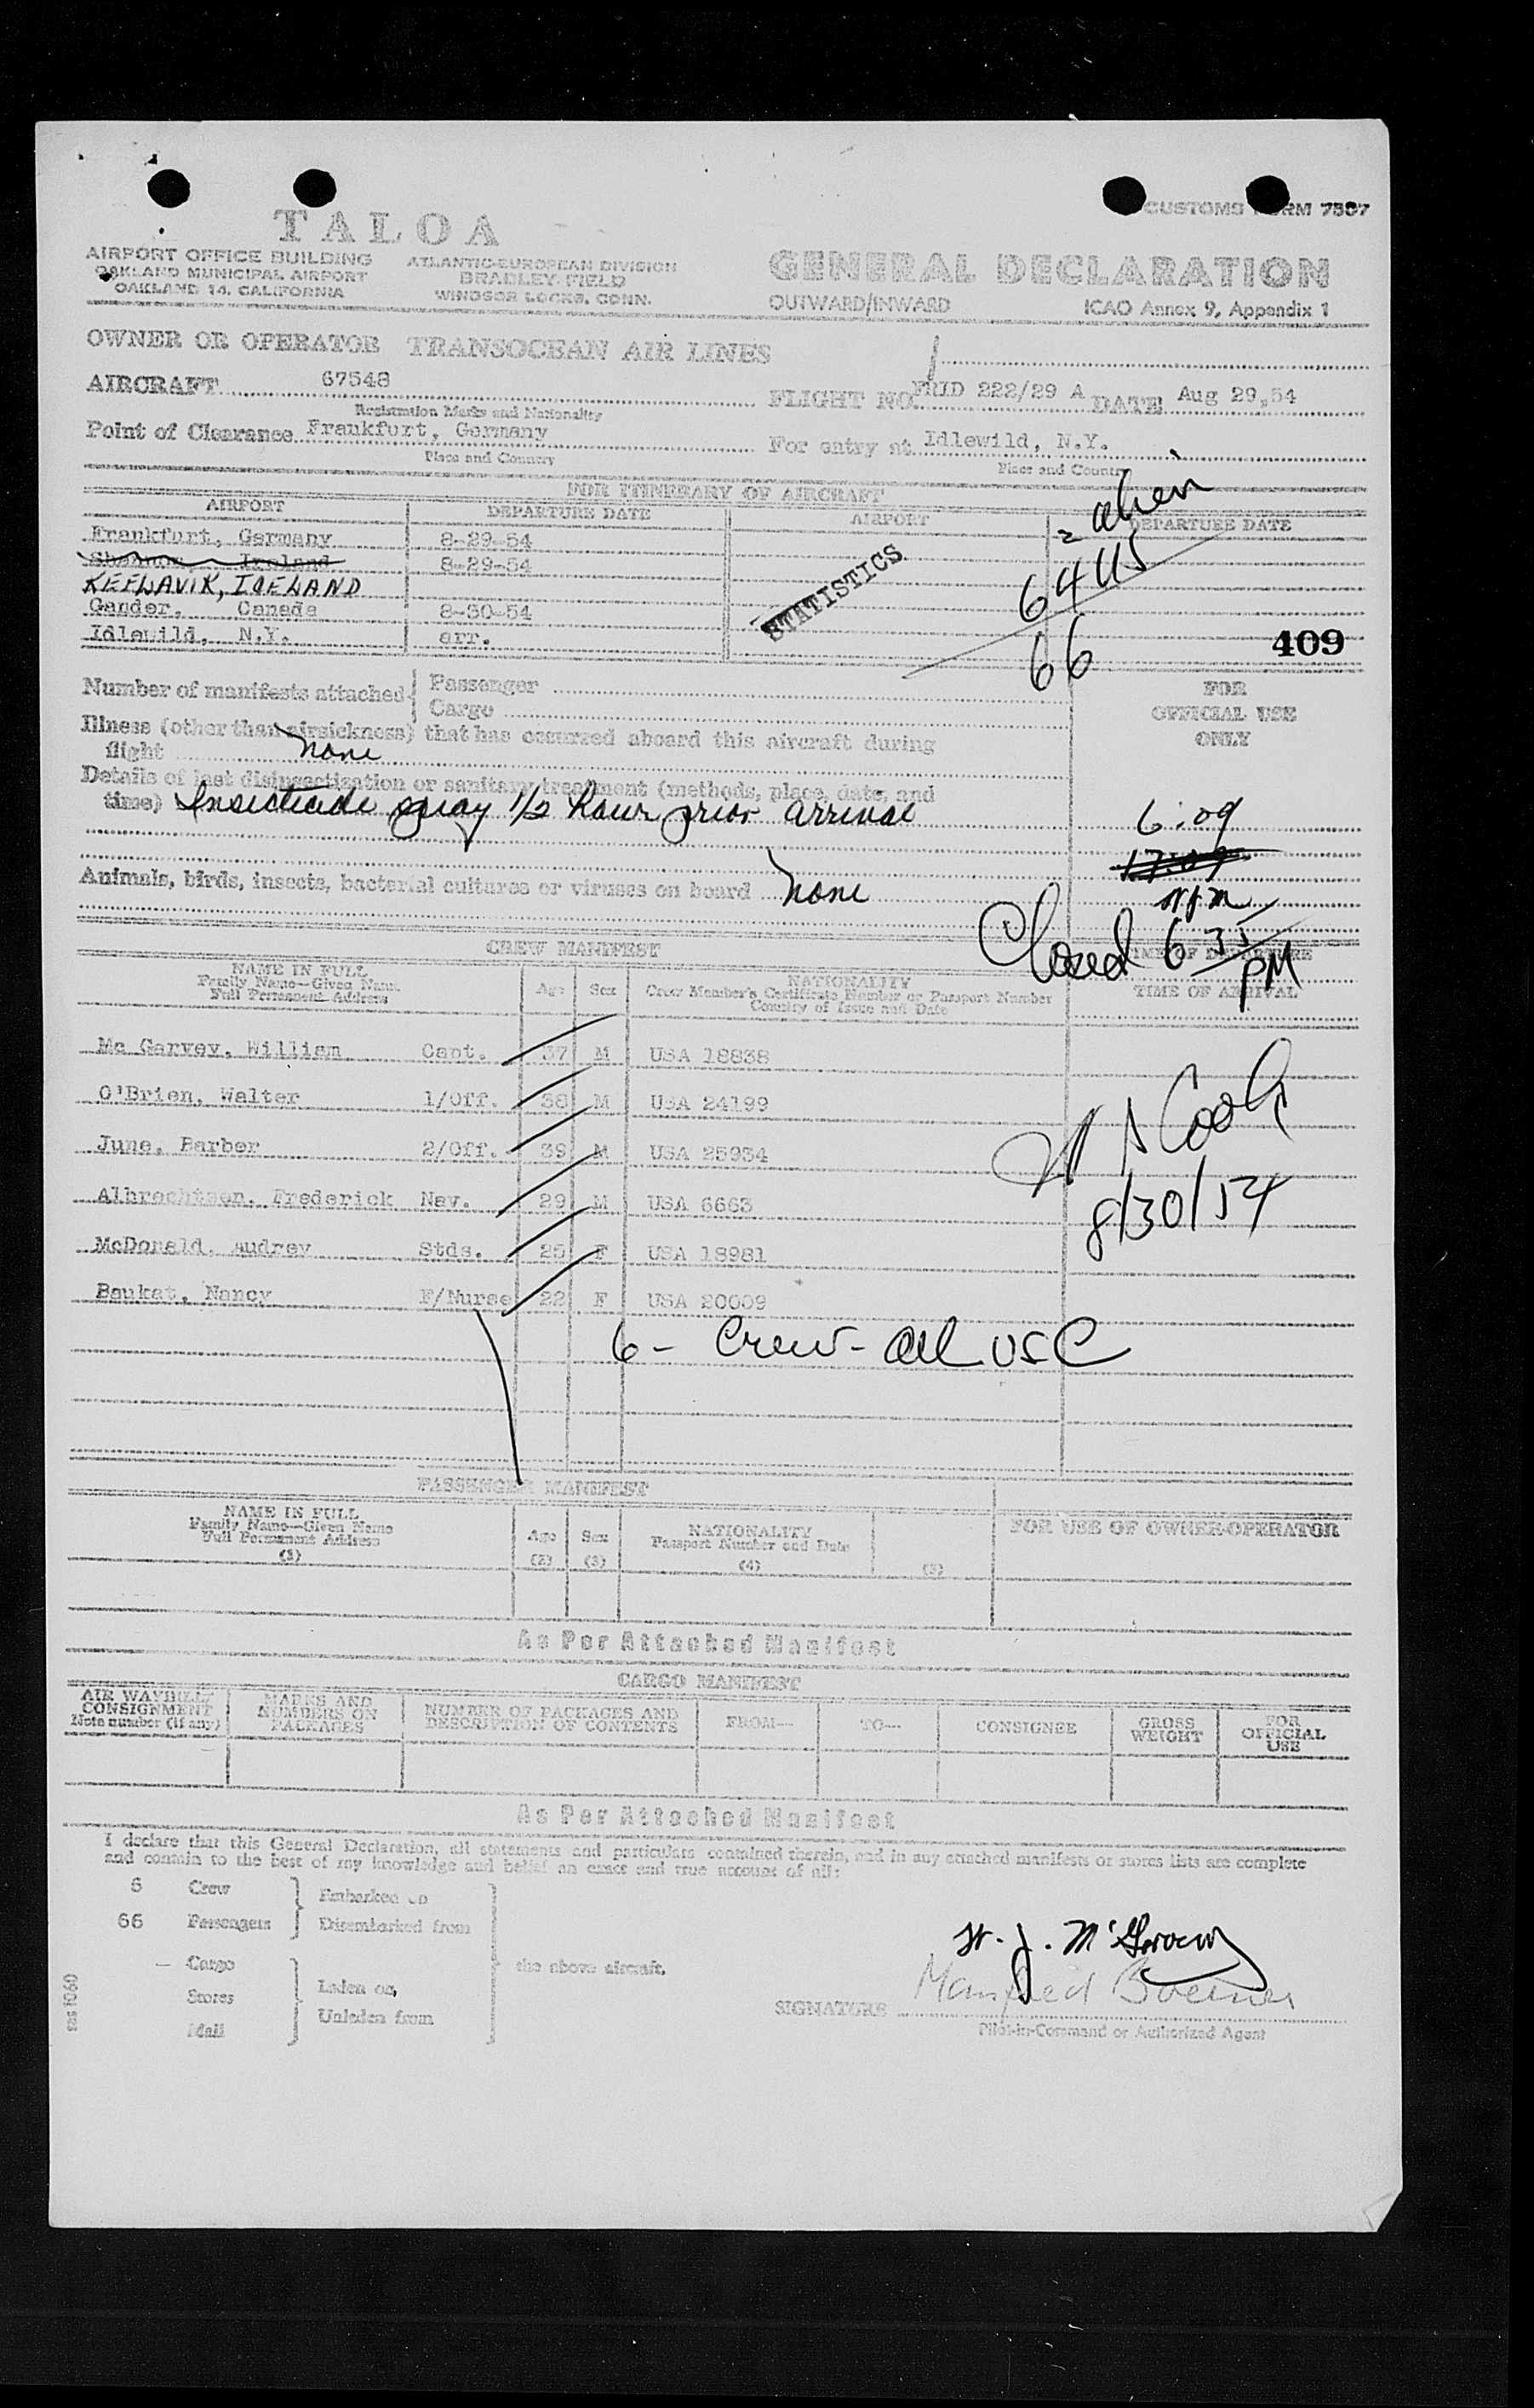 CUSTOMS FORM 7507
TALOA
AIRPORT OFFICE BUILDING
OAKLAND MUNICIPAL AIRPORT
OAKLAND 14, CALIFORNIA
ATLANTIC-EUROPEAN DIVISION
BRADLEY FIELD
WINDSOR LOCKS, CONN.
GENERAL DECLARATION
OUTWARD/INWARD ICAO Annex 9, Appendix 1
OWNER OR OPERATOR TRANSOCEAN AIR LINES
AIRCRAFT 67548 FLIGHT NO. FRID 222/29 A DATE Aug 29,54
Registration Marks and Nationality
Point of Clearance Frankfurt, Germany For entry at Idlewild, N.Y.
Place and Country Place and Country
FOR ITINERARY OF AIRCRAFT
AIRPORT DEPARTURE DATE AIRPORT DEPARTURE DATE
Frankfurt, Germany 8-29-54
Shannon, Ireland 8-29-54
KEFLAVIK, ICELAND
Gander, Canada 8-30-54
Idlewild, N.Y. arr.
STATISTICS
2 alien
64 US
66
409
Number of manifests attached Passenger
Cargo
FOR
OFFICIAL USE
ONLY
Illness (other than airsickness) that has occurred aboard this aircraft during
flight none
Details of last disinsectization or sanitary treatment (methods, place, date, and
time) Insecticide spray 1/2 hour prior arrival
6:09
17:09
Animals, birds, insects, bacterial cultures or viruses on board none
Closed 6 35 PM
CREW MANIFEST
TIME OF DEPARTURE
TIME OF ARRIVAL
NAME IN FULL
Family Name—Given Name
Full Permanent Address
Age Sex
NATIONALITY
Crew Member's Certificate Number or Passport Number
Country of Issue and Date
Mc Garvey, William Capt. 37 M USA 18838
O'Brien, Walter 1/Off. 38 M USA 24199
June, Barber 2/Off. 39 M USA 25934
Albrechtsen, Frederick Nav. 29 M USA 6663
McDonald, Audrey Stds. 25 F USA 18981
Baukat, Nancy F/Nurse 22 F USA 20009
8/30/54
6 - Crew - All USC
PASSENGER MANIFEST
NAME IN FULL
Family Name—Given Name
Full Permanent Address
(1)
Age
(2)
Sex
(3)
NATIONALITY
Passport Number and Date
(4)
(5)
FOR USE OF OWNER-OPERATOR
As Per Attached Manifest
CARGO MANIFEST
AIR WAYBILL/
CONSIGNMENT
Note number (if any)
MARKS AND
NUMBERS ON
PACKAGES
NUMBER OF PACKAGES AND
DESCRIPTION OF CONTENTS
FROM—
TO—
CONSIGNEE
GROSS
WEIGHT
FOR
OFFICIAL
USE
As Per Attached Manifest
I declare that this General Declaration, all statements and particulars contained therein, and in any attached manifests or stores lists are complete
and contain to the best of my knowledge and belief an exact and true account of all:
6 Crew
66 Passengers
Embarked on
Disembarked from
— Cargo
Stores
Mail
Laden on,
Unladen from
the above aircraft.
SIGNATURE
Pilot-in-Command or Authorized Agent